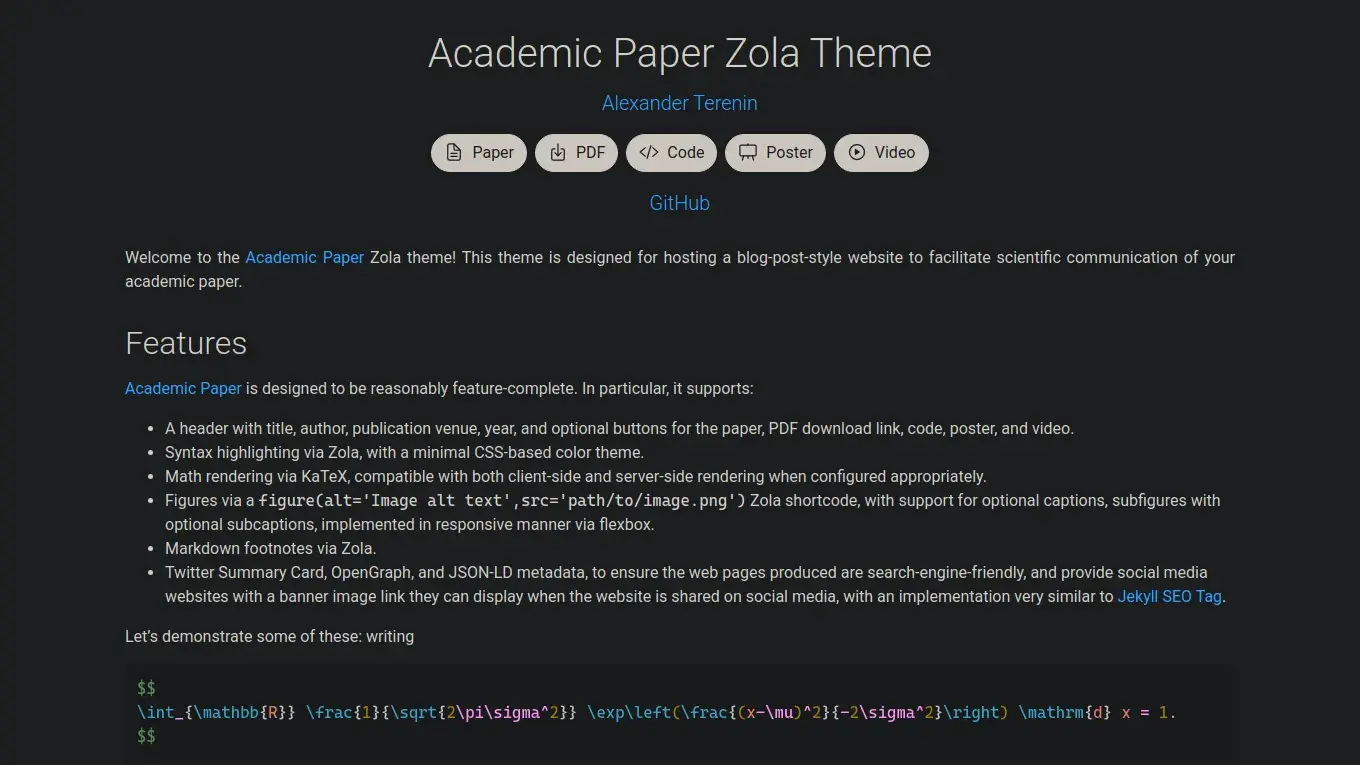 Academic Paper Zola Theme
Alexander Terenin
Paper PDF Code Poster Video
GitHub
Welcome to the Academic Paper Zola theme! This theme is designed for hosting a blog-post-style website to facilitate scientific communication of your
academic paper.
Features
Academic Paper is designed to be reasonably feature-complete. In particular, it supports:
• A header with title, author, publication venue, year, and optional buttons for the paper, PDF download link, code, poster, and video.
• Syntax highlighting via Zola, with a minimal CSS-based color theme.
• Math rendering via KaTeX, compatible with both client-side and server-side rendering when configured appropriately.
• Figures via a figure(alt='Image alt text',src='path/to/image.png') Zola shortcode, with support for optional captions, subfigures with
optional subcaptions, implemented in responsive manner via flexbox.
• Markdown footnotes via Zola.
• Twitter Summary Card, OpenGraph, and JSON-LD metadata, to ensure the web pages produced are search-engine-friendly, and provide social media
websites with a banner image link they can display when the website is shared on social media, with an implementation very similar to Jekyll SEO Tag.
Let's demonstrate some of these: writing
$$
\int_{\mathbb{R}} \frac{1}{\sqrt{2\pi\sigma^2}} \exp\left(\frac{(x-\mu)^2}{-2\sigma^2}\right) \mathrm{d} x = 1.
$$